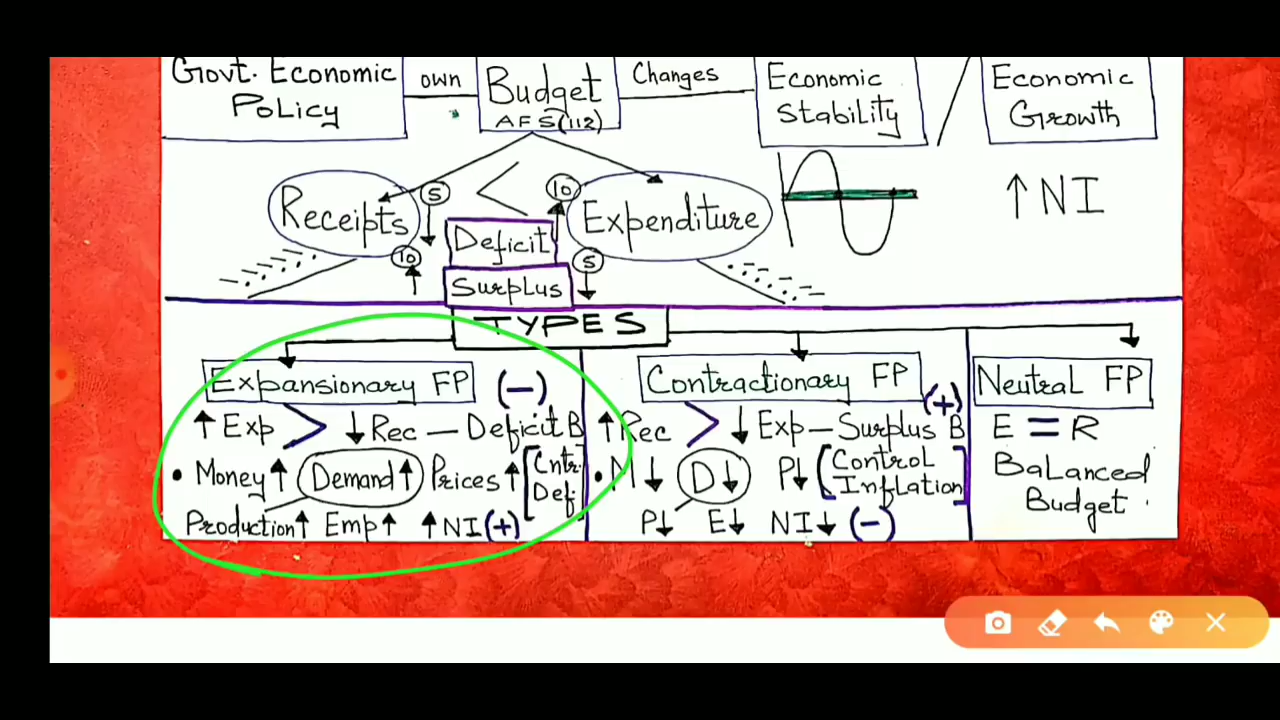 Govt. Economic Policy
own
Budget
AFS(112)
Changes
Economic Stability
/
Economic Growth
Receipts
5
<
10
Expenditure
↑NI
Deficit
10
5
Surplus
TYPES
Expansionary FP (-)
Contractionary FP (+)
Neutral FP
↑Exp > ↓Rec — Deficit B
↑Rec > ↓Exp — Surplus B
E = R
• Money↑ Demand↑ Prices↑ [Cntr. Def.]
• M↓ D↓ P↓ [Control Inflation]
Balanced Budget
Production↑ Emp↑ ↑NI(+)
P↓ E↓ NI↓ (-)